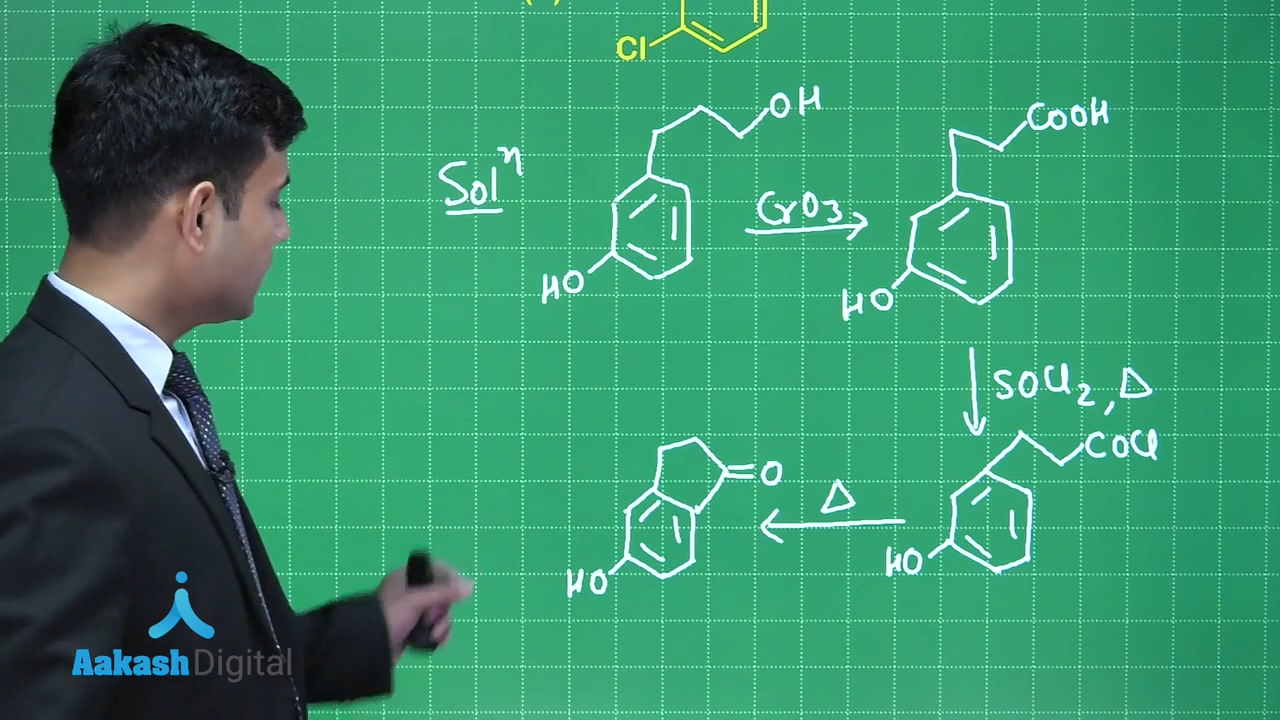 Cl
OH
COOH
Solⁿ
CrO₃
HO
HO
SOCl₂, Δ
COCl
=O
Δ
HO
HO
Aakash Digital